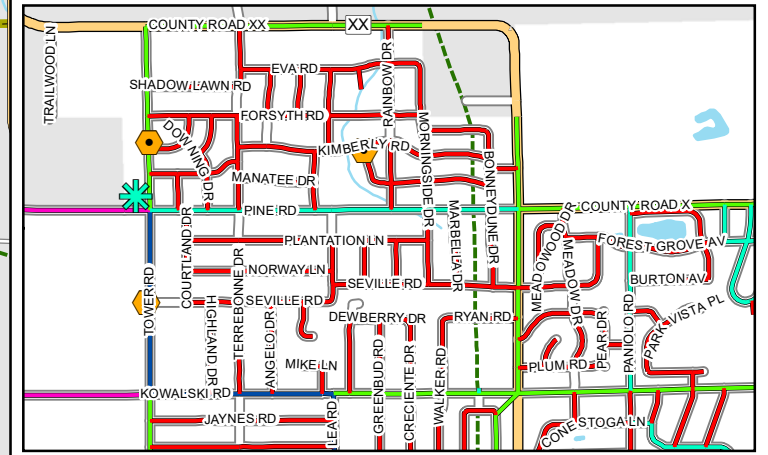 COUNTY ROAD XX
XX
TRAILWOOD LN
EVA RD
RAINBOW DR
SHADOW LAWN RD
FORSYTH RD
DOWNING DR
KIMBERLY RD
MORNINGSIDE DR
BONNEY DUNE DR
MANATEE DR
PINE RD
COUNTY ROAD X
COURTLAND DR
MARBELLA DR
MEADOWOOD DR
MEADOW DR
PLANTATION LN
FOREST GROVE AV
NORWAY LN
TERREBONNE DR
SEVILLE RD
BURTON AV
TOWER RD
SEVILLE RD
HIGHLAND DR
ANGELO DR
DEWBERRY DR
RYAN RD
PEAR DR
PANIOLO RD
PARK VISTA PL
MIKE LN
GREENBUD RD
CRECIENTE DR
WALKER RD
PLUM RD
KOWALSKI RD
LEA RD
JAYNES RD
CONESTOGA LN